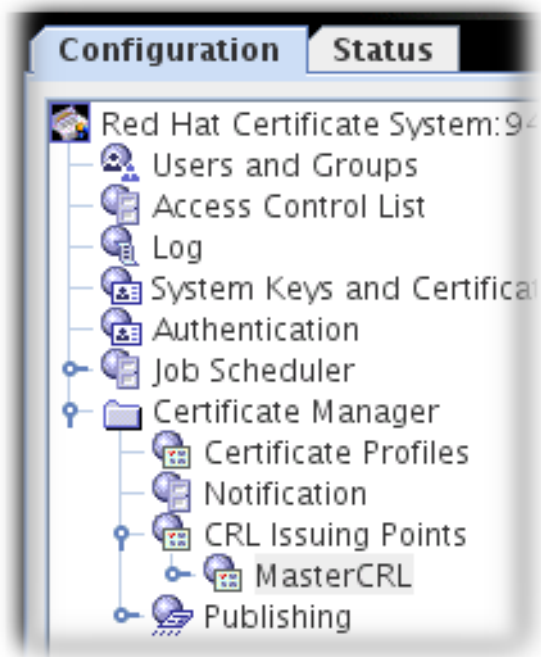 Configuration Status
Red Hat Certificate System:94
Users and Groups
Access Control List
Log
System Keys and Certificat
Authentication
Job Scheduler
Certificate Manager
Certificate Profiles
Notification
CRL Issuing Points
MasterCRL
Publishing